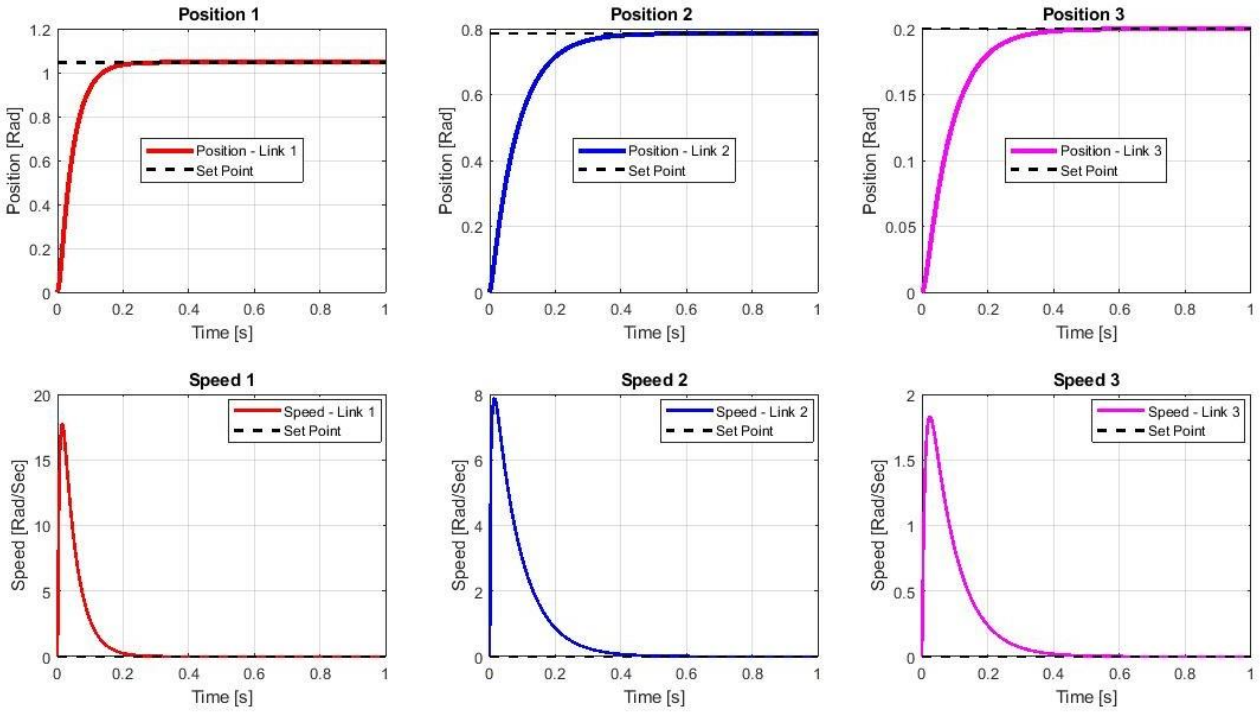 Position 1
Position 2
Position 3
1.2
1
0.8
0.6
0.4
0.2
0
Position [Rad]
Position - Link 1
Set Point
0 0.2 0.4 0.6 0.8 1
Time [s]
0.8
0.6
0.4
0.2
0
Position [Rad]
Position - Link 2
Set Point
0 0.2 0.4 0.6 0.8 1
Time [s]
0.2
0.15
0.1
0.05
0
Position [Rad]
Position - Link 3
Set Point
0 0.2 0.4 0.6 0.8 1
Time [s]
Speed 1
Speed 2
Speed 3
20
15
10
5
0
Speed [Rad/Sec]
Speed - Link 1
Set Point
0 0.2 0.4 0.6 0.8 1
Time [s]
8
6
4
2
0
Speed [Rad/Sec]
Speed - Link 2
Set Point
0 0.2 0.4 0.6 0.8 1
Time [s]
2
1.5
1
0.5
0
Speed [Rad/Sec]
Speed - Link 3
Set Point
0 0.2 0.4 0.6 0.8 1
Time [s]